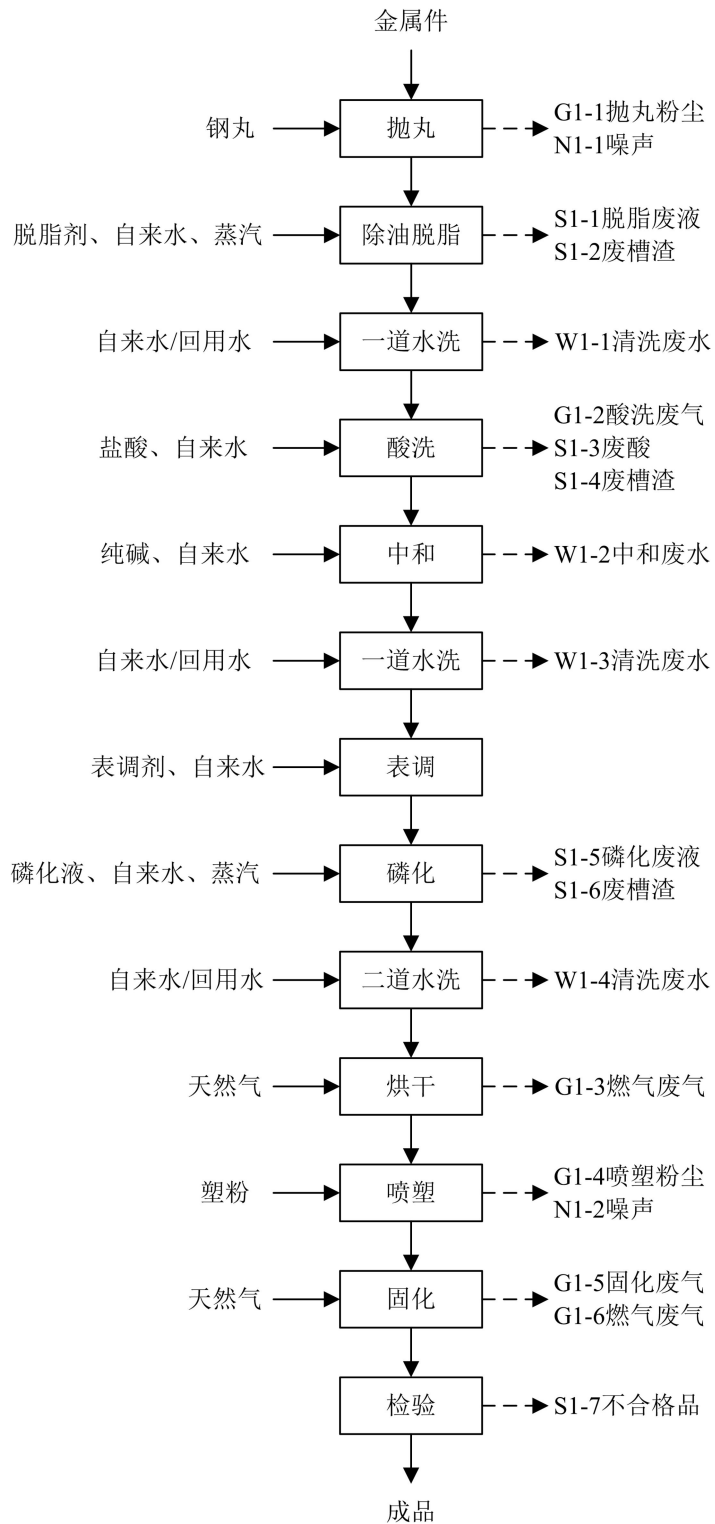 金属件
钢丸
抛丸
G1-1抛丸粉尘
N1-1噪声
脱脂剂、自来水、蒸汽
除油脱脂
S1-1脱脂废液
S1-2废槽渣
自来水/回用水
一道水洗
W1-1清洗废水
盐酸、自来水
酸洗
G1-2酸洗废气
S1-3废酸
S1-4废槽渣
纯碱、自来水
中和
W1-2中和废水
自来水/回用水
一道水洗
W1-3清洗废水
表调剂、自来水
表调
磷化液、自来水、蒸汽
磷化
S1-5磷化废液
S1-6废槽渣
自来水/回用水
二道水洗
W1-4清洗废水
天然气
烘干
G1-3燃气废气
塑粉
喷塑
G1-4喷塑粉尘
N1-2噪声
天然气
固化
G1-5固化废气
G1-6燃气废气
检验
S1-7不合格品
成品